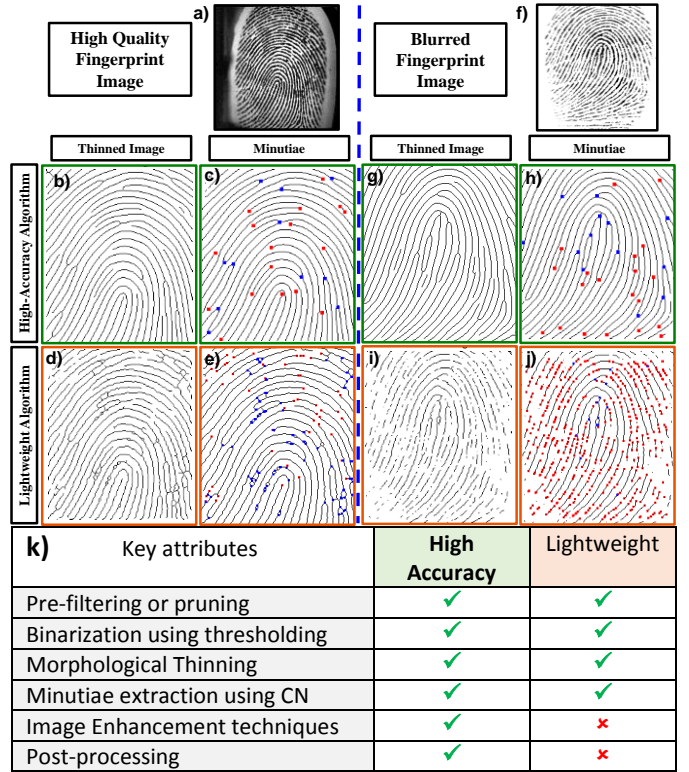 a)
f)
High Quality
Fingerprint
Image
Blurred
Fingerprint
Image
Thinned Image
Minutiae
Thinned Image
Minutiae
High-Accuracy Algorithm
b)
c)
g)
h)
Lightweight Algorithm
d)
e)
i)
j)
k) Key attributes
High
Accuracy
Lightweight
Pre-filtering or pruning ✓ ✓
Binarization using thresholding ✓ ✓
Morphological Thinning ✓ ✓
Minutiae extraction using CN ✓ ✓
Image Enhancement techniques ✓ ×
Post-processing ✓ ×